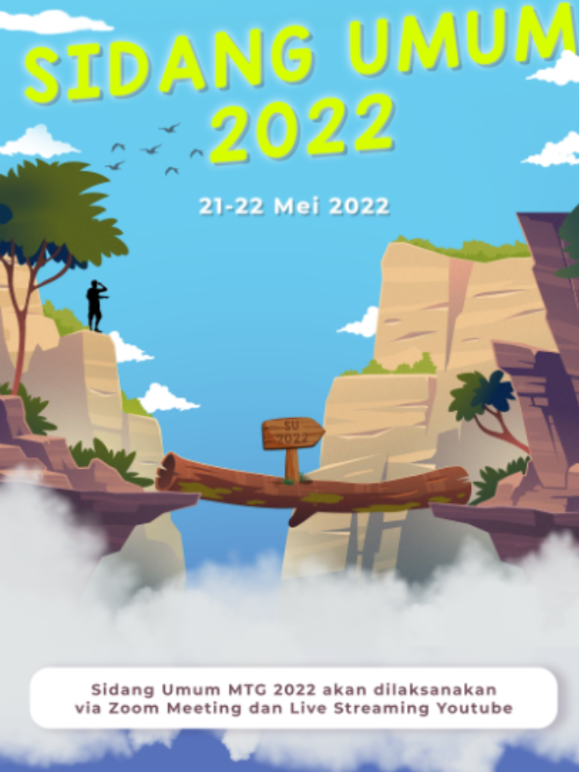 SIDANG UMUM
2022
21-22 Mei 2022
SU
2022
Sidang Umum MTG 2022 akan dilaksanakan
via Zoom Meeting dan Live Streaming Youtube